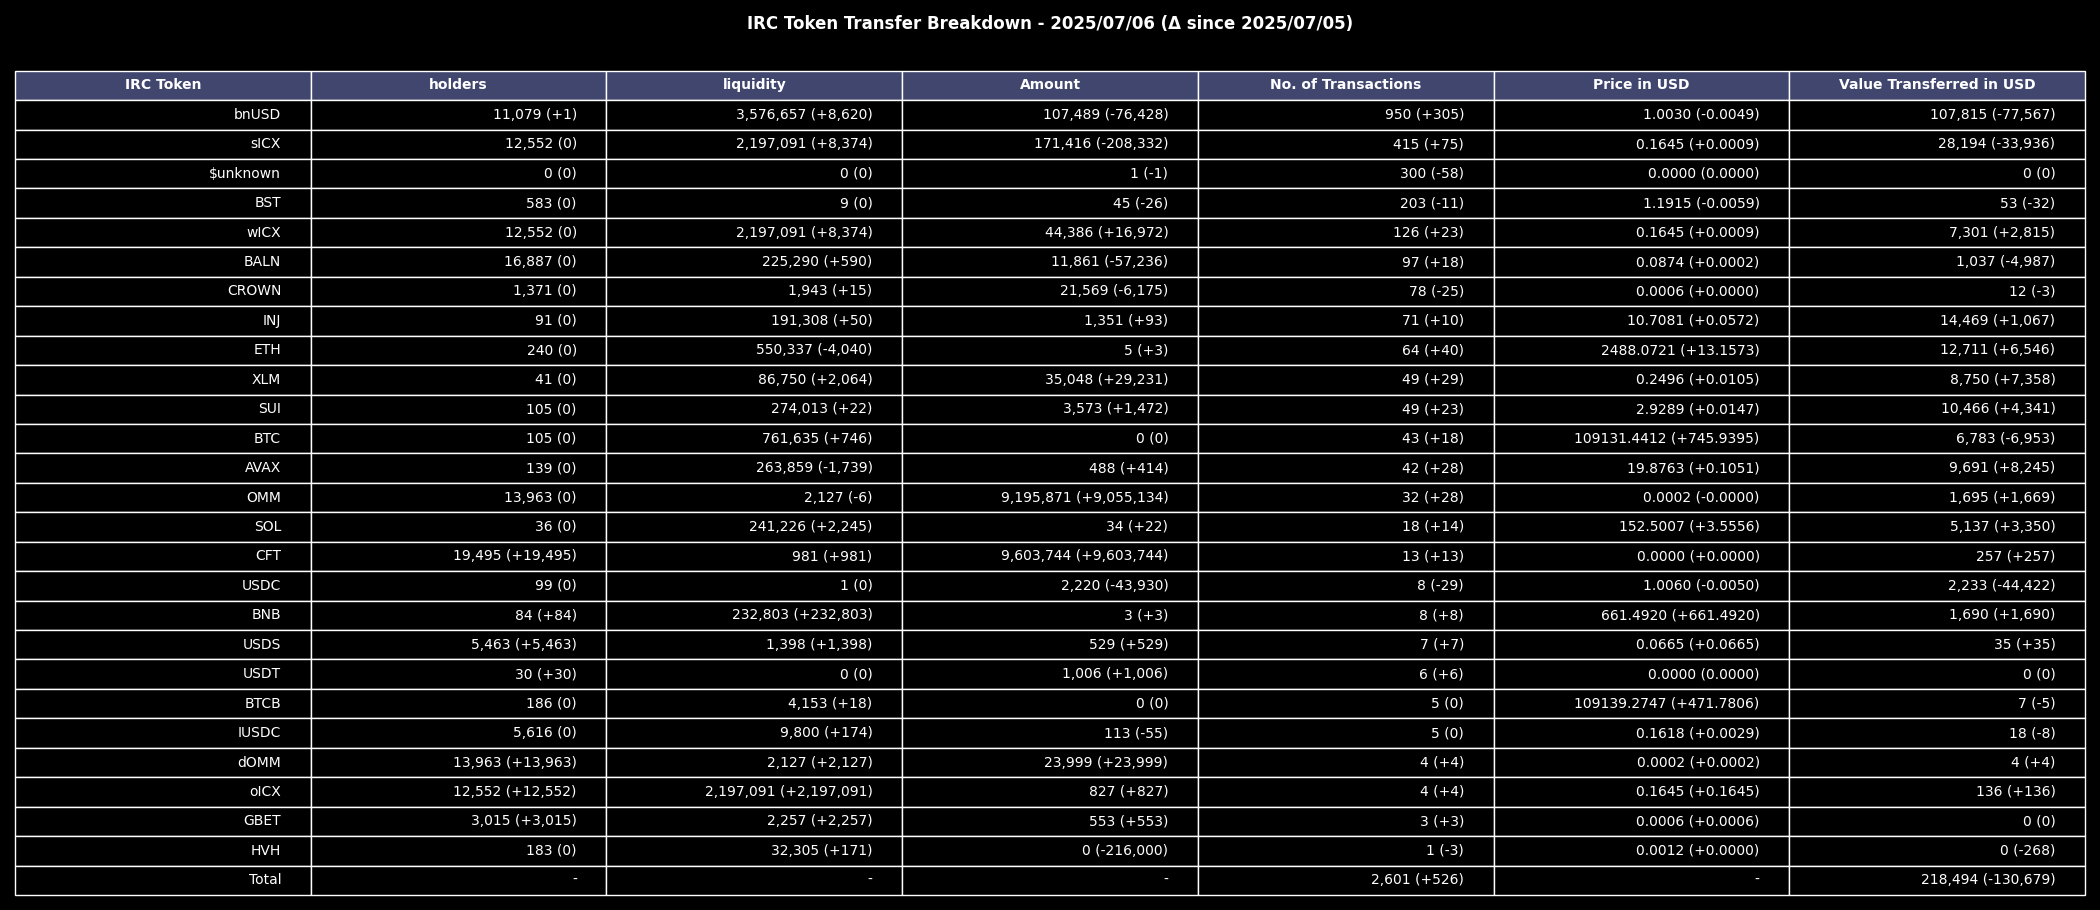 IRC Token Transfer Breakdown - 2025/07/06 (Δ since 2025/07/05)
IRC Token holders liquidity Amount No. of Transactions Price in USD Value Transferred in USD
bnUSD 11,079 (+1) 3,576,657 (+8,620) 107,489 (-76,428) 950 (+305) 1.0030 (-0.0049) 107,815 (-77,567)
sICX 12,552 (0) 2,197,091 (+8,374) 171,416 (-208,332) 415 (+75) 0.1645 (+0.0009) 28,194 (-33,936)
$unknown 0 (0) 0 (0) 1 (-1) 300 (-58) 0.0000 (0.0000) 0 (0)
BST 583 (0) 9 (0) 45 (-26) 203 (-11) 1.1915 (-0.0059) 53 (-32)
wICX 12,552 (0) 2,197,091 (+8,374) 44,386 (+16,972) 126 (+23) 0.1645 (+0.0009) 7,301 (+2,815)
BALN 16,887 (0) 225,290 (+590) 11,861 (-57,236) 97 (+18) 0.0874 (+0.0002) 1,037 (-4,987)
CROWN 1,371 (0) 1,943 (+15) 21,569 (-6,175) 78 (-25) 0.0006 (+0.0000) 12 (-3)
INJ 91 (0) 191,308 (+50) 1,351 (+93) 71 (+10) 10.7081 (+0.0572) 14,469 (+1,067)
ETH 240 (0) 550,337 (-4,040) 5 (+3) 64 (+40) 2488.0721 (+13.1573) 12,711 (+6,546)
XLM 41 (0) 86,750 (+2,064) 35,048 (+29,231) 49 (+29) 0.2496 (+0.0105) 8,750 (+7,358)
SUI 105 (0) 274,013 (+22) 3,573 (+1,472) 49 (+23) 2.9289 (+0.0147) 10,466 (+4,341)
BTC 105 (0) 761,635 (+746) 0 (0) 43 (+18) 109131.4412 (+745.9395) 6,783 (-6,953)
AVAX 139 (0) 263,859 (-1,739) 488 (+414) 42 (+28) 19.8763 (+0.1051) 9,691 (+8,245)
OMM 13,963 (0) 2,127 (-6) 9,195,871 (+9,055,134) 32 (+28) 0.0002 (-0.0000) 1,695 (+1,669)
SOL 36 (0) 241,226 (+2,245) 34 (+22) 18 (+14) 152.5007 (+3.5556) 5,137 (+3,350)
CFT 19,495 (+19,495) 981 (+981) 9,603,744 (+9,603,744) 13 (+13) 0.0000 (+0.0000) 257 (+257)
USDC 99 (0) 1 (0) 2,220 (-43,930) 8 (-29) 1.0060 (-0.0050) 2,233 (-44,422)
BNB 84 (+84) 232,803 (+232,803) 3 (+3) 8 (+8) 661.4920 (+661.4920) 1,690 (+1,690)
USDS 5,463 (+5,463) 1,398 (+1,398) 529 (+529) 7 (+7) 0.0665 (+0.0665) 35 (+35)
USDT 30 (+30) 0 (0) 1,006 (+1,006) 6 (+6) 0.0000 (0.0000) 0 (0)
BTCB 186 (0) 4,153 (+18) 0 (0) 5 (0) 109139.2747 (+471.7806) 7 (-5)
IUSDC 5,616 (0) 9,800 (+174) 113 (-55) 5 (0) 0.1618 (+0.0029) 18 (-8)
dOMM 13,963 (+13,963) 2,127 (+2,127) 23,999 (+23,999) 4 (+4) 0.0002 (+0.0002) 4 (+4)
oICX 12,552 (+12,552) 2,197,091 (+2,197,091) 827 (+827) 4 (+4) 0.1645 (+0.1645) 136 (+136)
GBET 3,015 (+3,015) 2,257 (+2,257) 553 (+553) 3 (+3) 0.0006 (+0.0006) 0 (0)
HVH 183 (0) 32,305 (+171) 0 (-216,000) 1 (-3) 0.0012 (+0.0000) 0 (-268)
Total - - - 2,601 (+526) - 218,494 (-130,679)